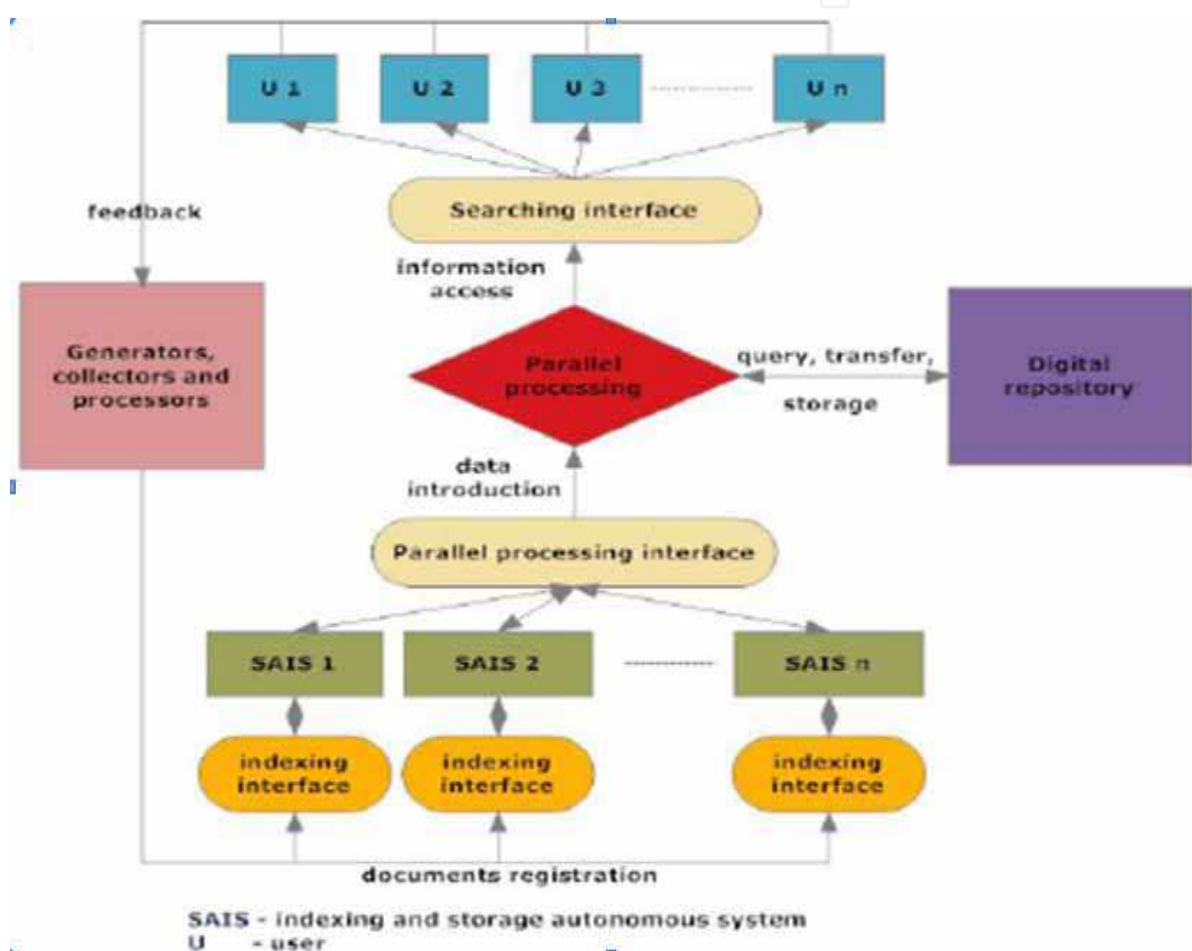 U 1
U 2
U 3
U n
Searching interface
feedback
information
access
Generators,
collectors and
processors
Parallel
processing
query, transfer,
storage
Digital
repository
data
introduction
Parallel processing interface
SAIS 1
SAIS 2
SAIS n
indexing
interface
indexing
interface
indexing
interface
documents registration
SAIS - indexing and storage autonomous system
U - user